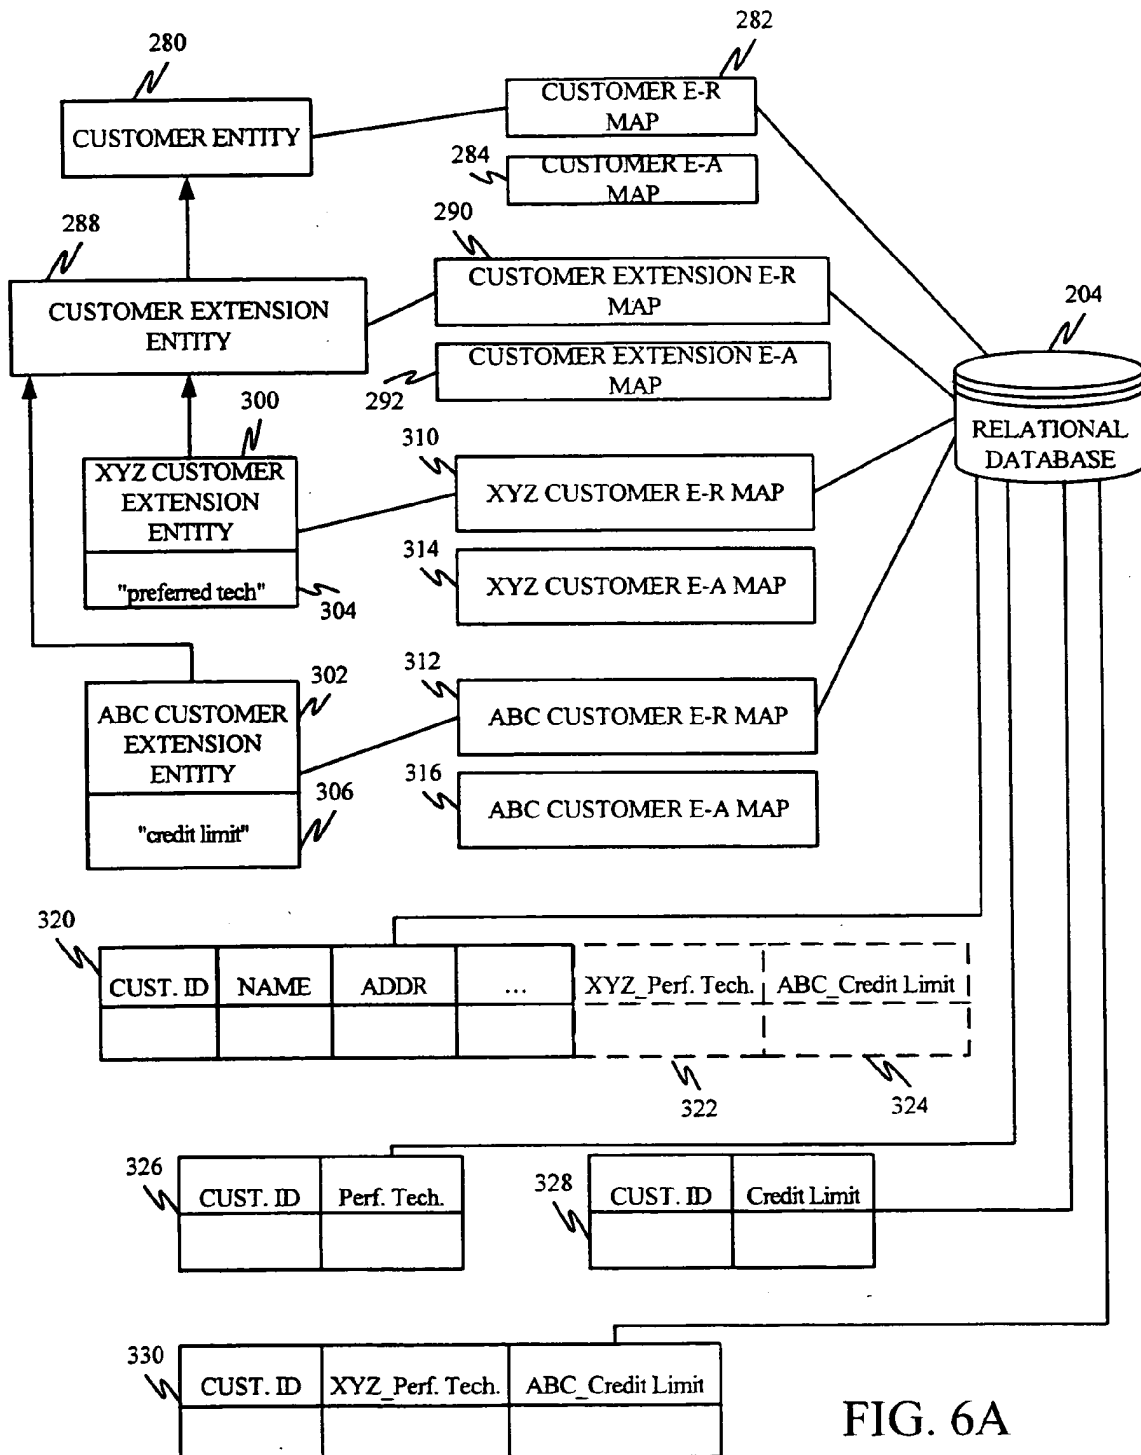 280
282
CUSTOMER ENTITY
CUSTOMER E-R
MAP
284
CUSTOMER E-A
MAP
288
290
CUSTOMER EXTENSION
ENTITY
CUSTOMER EXTENSION E-R
MAP
204
292
CUSTOMER EXTENSION E-A
MAP
RELATIONAL
DATABASE
300
XYZ CUSTOMER
EXTENSION
ENTITY
"preferred tech"
304
310
XYZ CUSTOMER E-R MAP
314
XYZ CUSTOMER E-A MAP
302
ABC CUSTOMER
EXTENSION
ENTITY
"credit limit"
306
312
ABC CUSTOMER E-R MAP
316
ABC CUSTOMER E-A MAP
320
CUST. ID NAME ADDR ... XYZ_Perf. Tech. ABC_Credit Limit
322
324
326
CUST. ID Perf. Tech.
328
CUST. ID Credit Limit
330
CUST. ID XYZ_Perf. Tech. ABC_Credit Limit
FIG. 6A